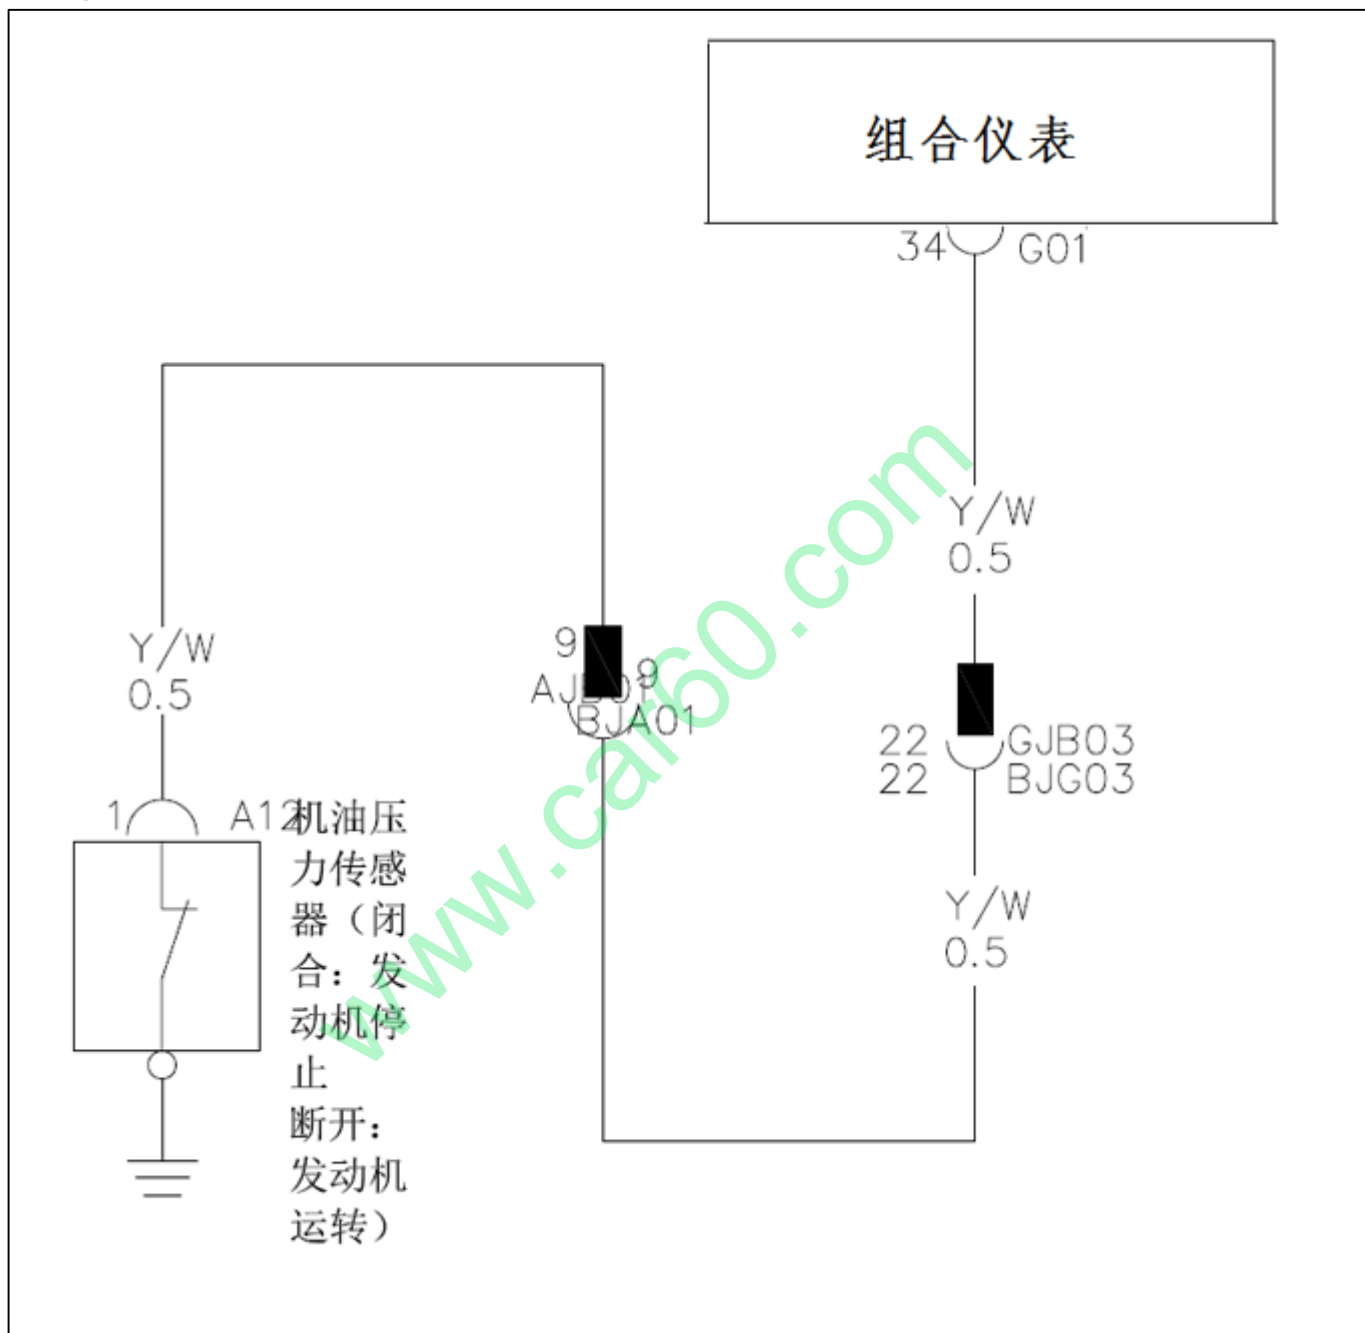 组合仪表
34 G01
Y/W
0.5
Y/W
0.5
9
9
AJB01
BJA01
22 GJB03
22 BJG03
1 A12
机油压
力传感
器（闭
合：发
动机停
止
断开：
发动机
运转）
Y/W
0.5
www.car60.com